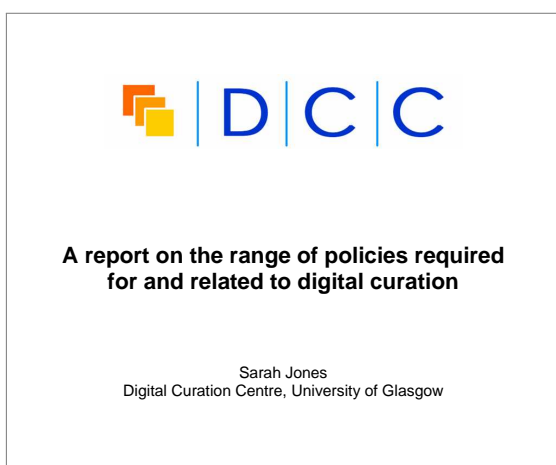 DCC
A report on the range of policies required
for and related to digital curation
Sarah Jones
Digital Curation Centre, University of Glasgow